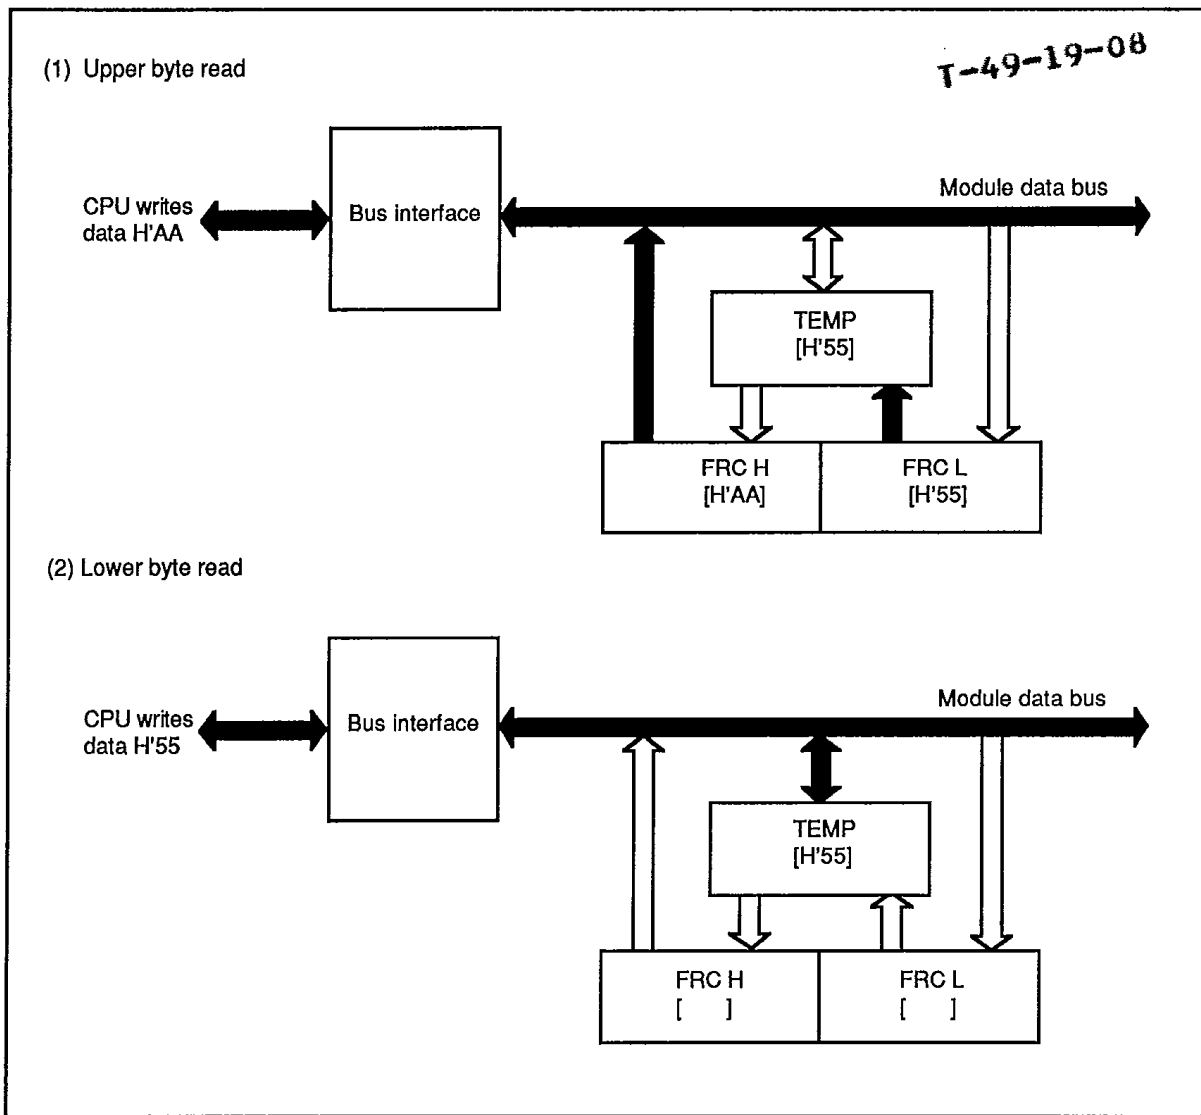 T-49-19-08
(1) Upper byte read
CPU writes
data H'AA
Bus interface
Module data bus
TEMP
[H'55]
FRC H
[H'AA]
FRC L
[H'55]
(2) Lower byte read
CPU writes
data H'55
Bus interface
Module data bus
TEMP
[H'55]
FRC H
[ ]
FRC L
[ ]